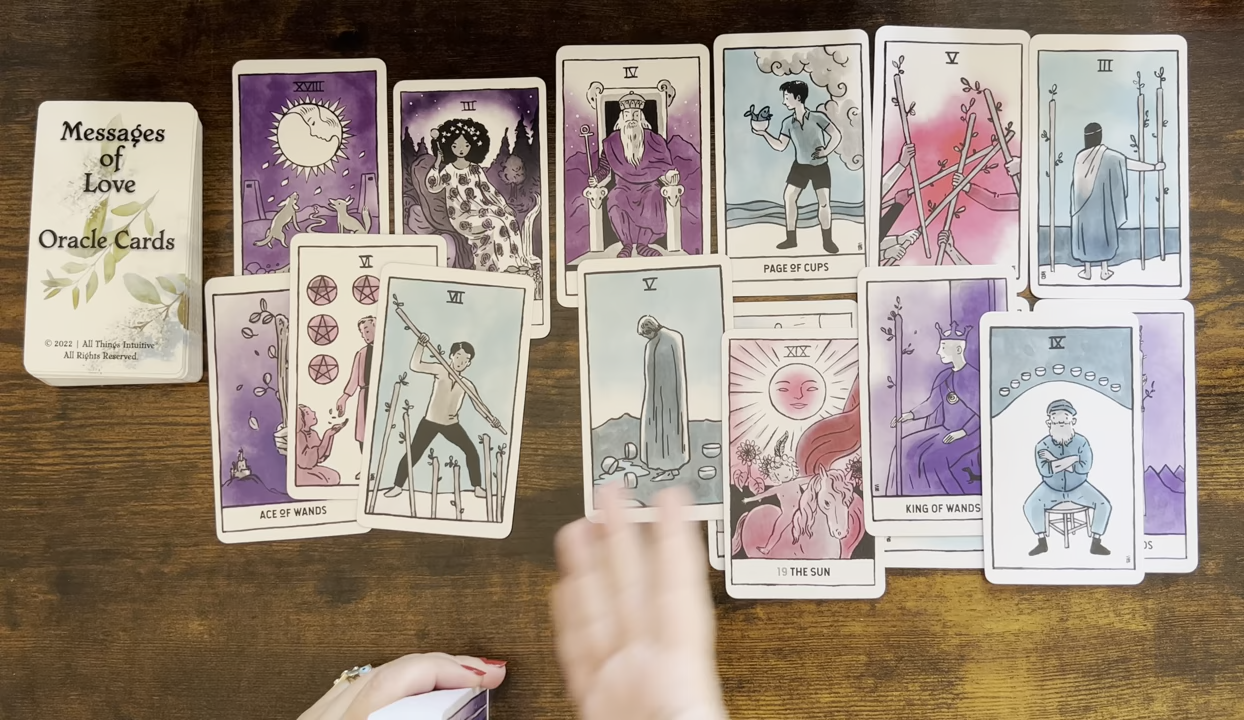 Messages
of
Love
Oracle Cards
© 2022 | All Things Intuitive
All Rights Reserved.
XVIII
III
IV
PAGE OF CUPS
V
III
ACE OF WANDS
VI
VII
V
XIX
19 THE SUN
KING OF WANDS
IX
DS